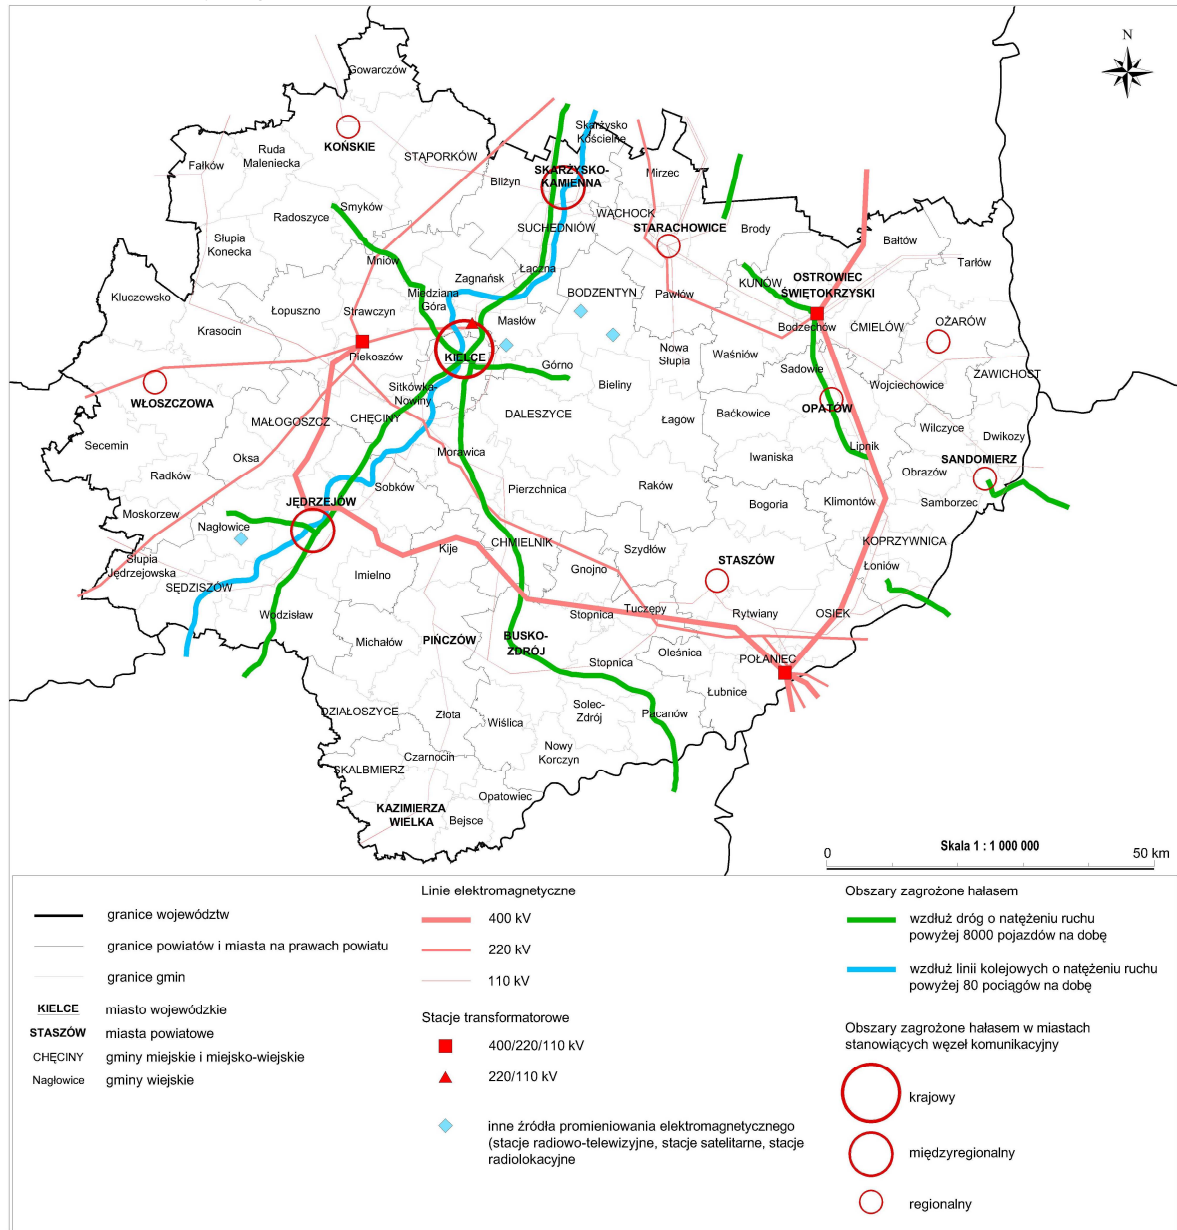 N
Gowarczów
KOŃSKIE
Ruda
Maleniecka
Fałków
STĄPORKÓW
Skarżysko
Kościelne
SKARŻYSKO-
KAMIENNA
Bliżyn
Mirzec
Smyków
Radoszyce
WĄCHOCK
SUCHEDNIÓW
STARACHOWICE
Brody
Słupia
Konecka
Mniów
Łączna
Zagnańsk
Bałtów
Tarłów
Kluczewsko
Łopuszno
Strawczyn
Miedziana
Góra
BODZENTYN
Pawłów
KUNÓW
OSTROWIEC
ŚWIĘTOKRZYSKI
Krasocin
Masłów
Bodzechów
ĆMIELÓW
OŻARÓW
Piekoszów
KIELCE
Górno
Nowa
Słupia
Waśniów
Sadowie
Wojciechowice
ZAWICHOST
WŁOSZCZOWA
Sitkówka-
Nowiny
Bieliny
MAŁOGOSZCZ
CHĘCINY
DALESZYCE
Łagów
Baćkowice
OPATÓW
Wilczyce
Dwikozy
Secemin
Oksa
Morawica
Iwaniska
Lipnik
SANDOMIERZ
Radków
Sobków
Pierzchnica
Raków
Obrazów
JĘDRZEJÓW
Bogoria
Klimontów
Samborzec
Moskorzew
Nagłowice
Kije
CHMIELNIK
Szydłów
KOPRZYWNICA
Słupia
Jędrzejowska
SĘDZISZÓW
Imielno
Gnojno
STASZÓW
Łoniów
Wodzisław
Stopnica
Tuczępy
Rytwiany
OSIEK
Michałów
PIŃCZÓW
BUSKO-
ZDRÓJ
Stopnica
Oleśnica
POŁANIEC
Łubnice
DZIAŁOSZYCE
Złota
Wiślica
Solec-
Zdrój
Pacanów
Czarnocin
SKALBMIERZ
Nowy
Korczyn
Opatowiec
KAZIMIERZA
WIELKA
Bejsce
Skala 1 : 1 000 000
0
50 km
granice województw
granice powiatów i miasta na prawach powiatu
granice gmin
KIELCE miasto wojewódzkie
STASZÓW miasta powiatowe
CHĘCINY gminy miejskie i miejsko-wiejskie
Nagłowice gminy wiejskie
Linie elektromagnetyczne
400 kV
220 kV
110 kV
Stacje transformatorowe
400/220/110 kV
220/110 kV
inne źródła promieniowania elektromagnetycznego
(stacje radiowo-telewizyjne, stacje satelitarne, stacje
radiolokacyjne
Obszary zagrożone hałasem
wzdłuż dróg o natężeniu ruchu
powyżej 8000 pojazdów na dobę
wzdłuż linii kolejowych o natężeniu ruchu
powyżej 80 pociągów na dobę
Obszary zagrożone hałasem w miastach
stanowiących węzeł komunikacyjny
krajowy
międzyregionalny
regionalny